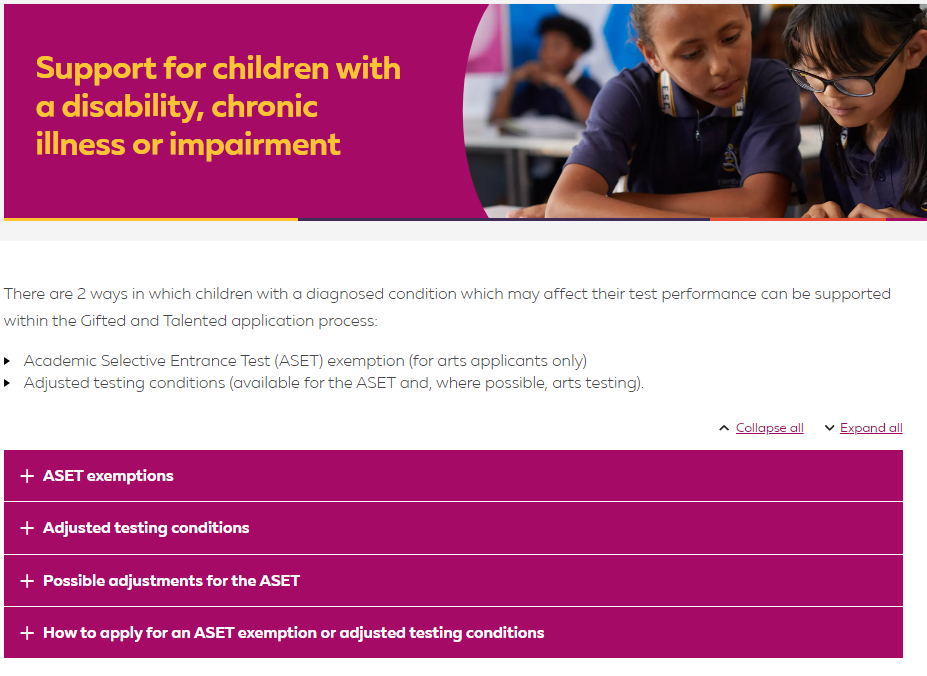 Support for children with
a disability, chronic
illness or impairment
There are 2 ways in which children with a diagnosed condition which may affect their test performance can be supported
within the Gifted and Talented application process:
Academic Selective Entrance Test (ASET) exemption (for arts applicants only)
Adjusted testing conditions (available for the ASET and, where possible, arts testing).
Collapse all Expand all
ASET exemptions
Adjusted testing conditions
Possible adjustments for the ASET
How to apply for an ASET exemption or adjusted testing conditions